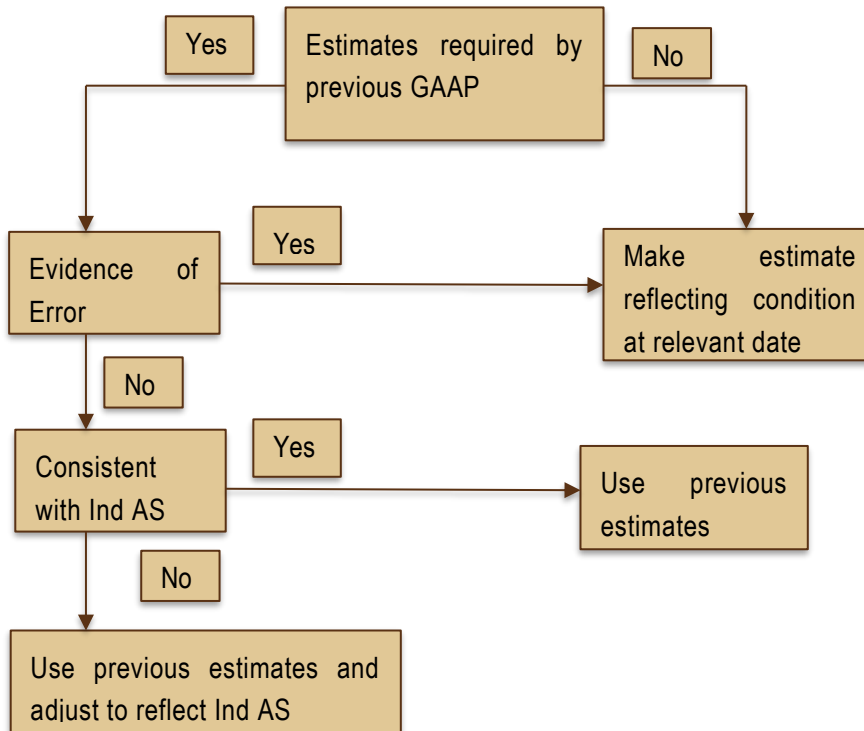 Yes
Estimates required by
previous GAAP
No
Evidence of
Error
Yes
Make estimate
reflecting condition
at relevant date
No
Consistent
with Ind AS
Yes
Use previous
estimates
No
Use previous estimates and
adjust to reflect Ind AS